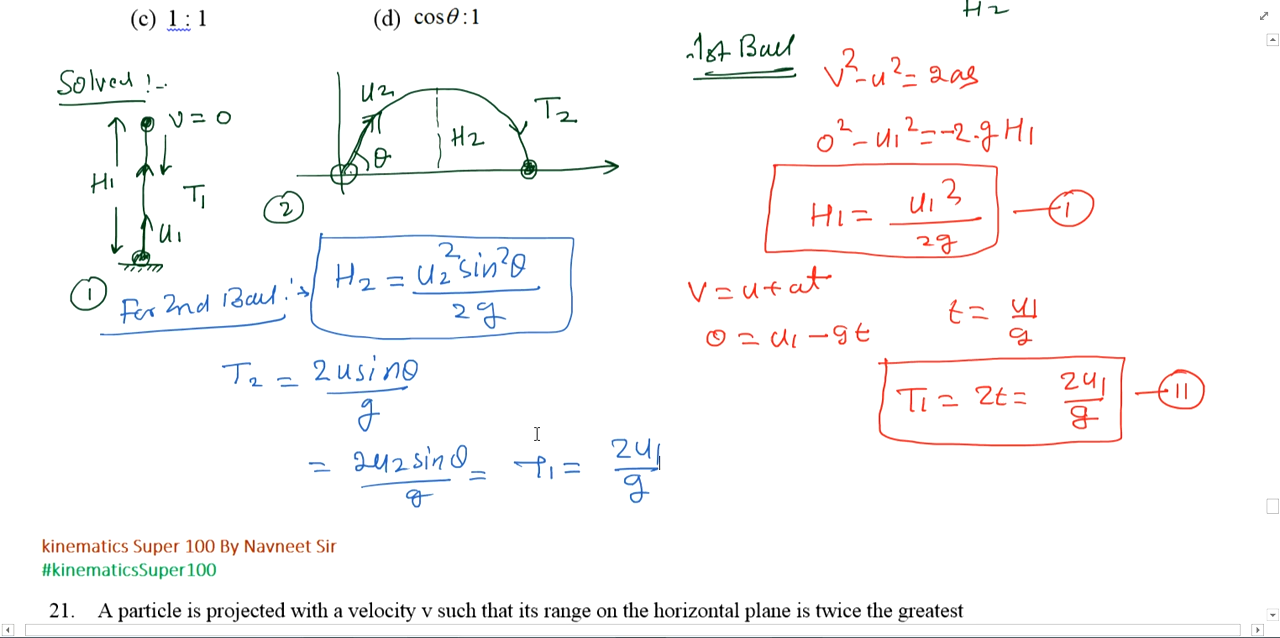 (c) 1 : 1 (d) cosθ : 1
H2
Solved :-
V = 0
H1
T1
u1
①
u2
θ
H2
T2
②
For 2nd Ball :→ H2 = u2² sin²θ / 2g
T2 = 2u sinθ / g
= 2u2 sinθ / g = T1 = 2u1 / g
1st Ball
V² - u² = 2as
0² - u1² = -2.g H1
H1 = u1² / 2g — Ⓘ
V = u + at
0 = u1 - gt
t = u1 / g
T1 = 2t = 2u1 / g — (II)
kinematics Super 100 By Navneet Sir
#kinematicsSuper100
21. A particle is projected with a velocity v such that its range on the horizontal plane is twice the greatest